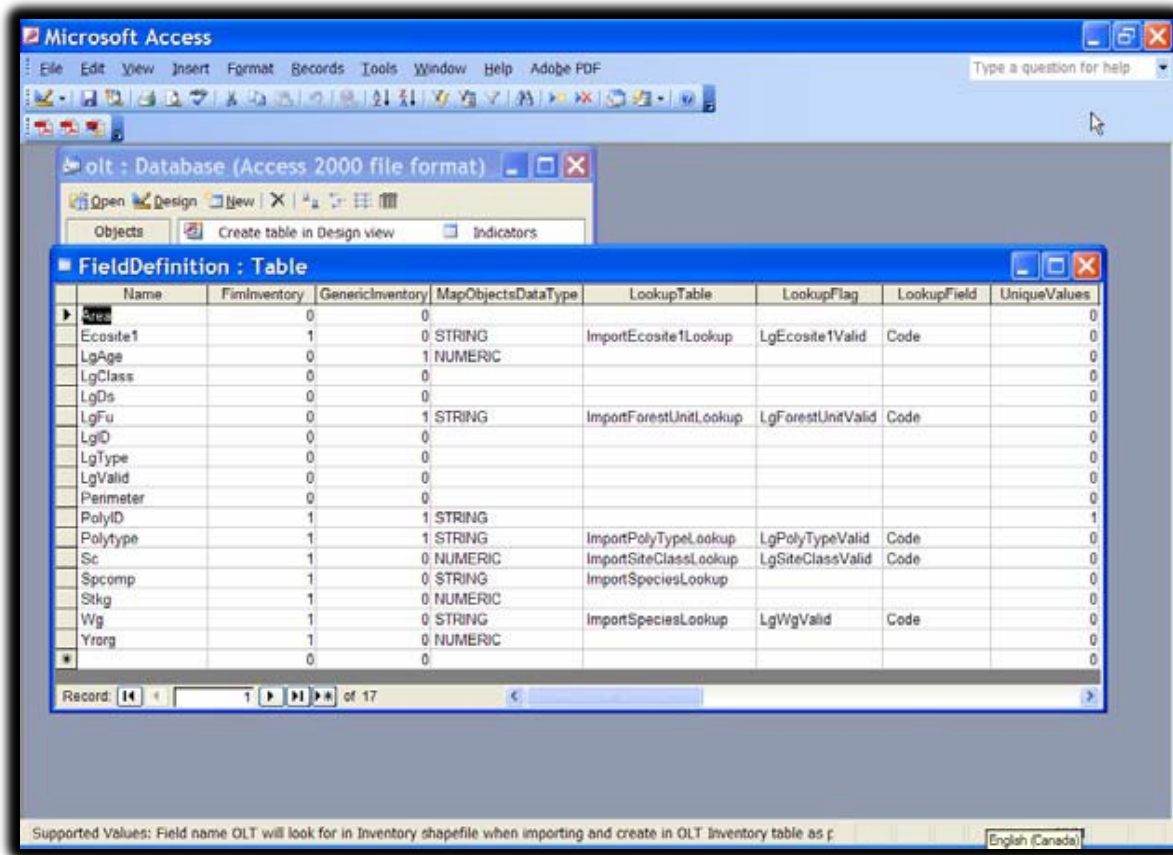 Microsoft Access
File Edit View Insert Format Records Tools Window Help Adobe PDF Type a question for help
olt : Database (Access 2000 file format)
Open Design New
Objects Create table in Design view Indicators
FieldDefinition : Table
Name FimInventory GenericInventory MapObjectsDataType LookupTable LookupFlag LookupField UniqueValues
Area 0 0 0
Ecosite1 1 0 STRING ImportEcosite1Lookup LgEcosite1Valid Code 0
LgAge 0 1 NUMERIC 0
LgClass 0 0 0
LgDs 0 0 0
LgFu 0 1 STRING ImportForestUnitLookup LgForestUnitValid Code 0
LgID 0 0 0
LgType 0 0 0
LgValid 0 0 0
Perimeter 0 0 0
PolyID 1 1 STRING 1
Polytype 1 1 STRING ImportPolyTypeLookup LgPolyTypeValid Code 0
Sc 1 0 NUMERIC ImportSiteClassLookup LgSiteClassValid Code 0
Spcomp 1 0 STRING ImportSpeciesLookup 0
Stkg 1 0 NUMERIC 0
Wg 1 0 STRING ImportSpeciesLookup LgWgValid Code 0
Yrorg 1 0 NUMERIC 0
0 0 0
Record: 1 of 17
Supported Values: Field name OLT will look for in Inventory shapefile when importing and create in OLT Inventory table as p
English (Canada)